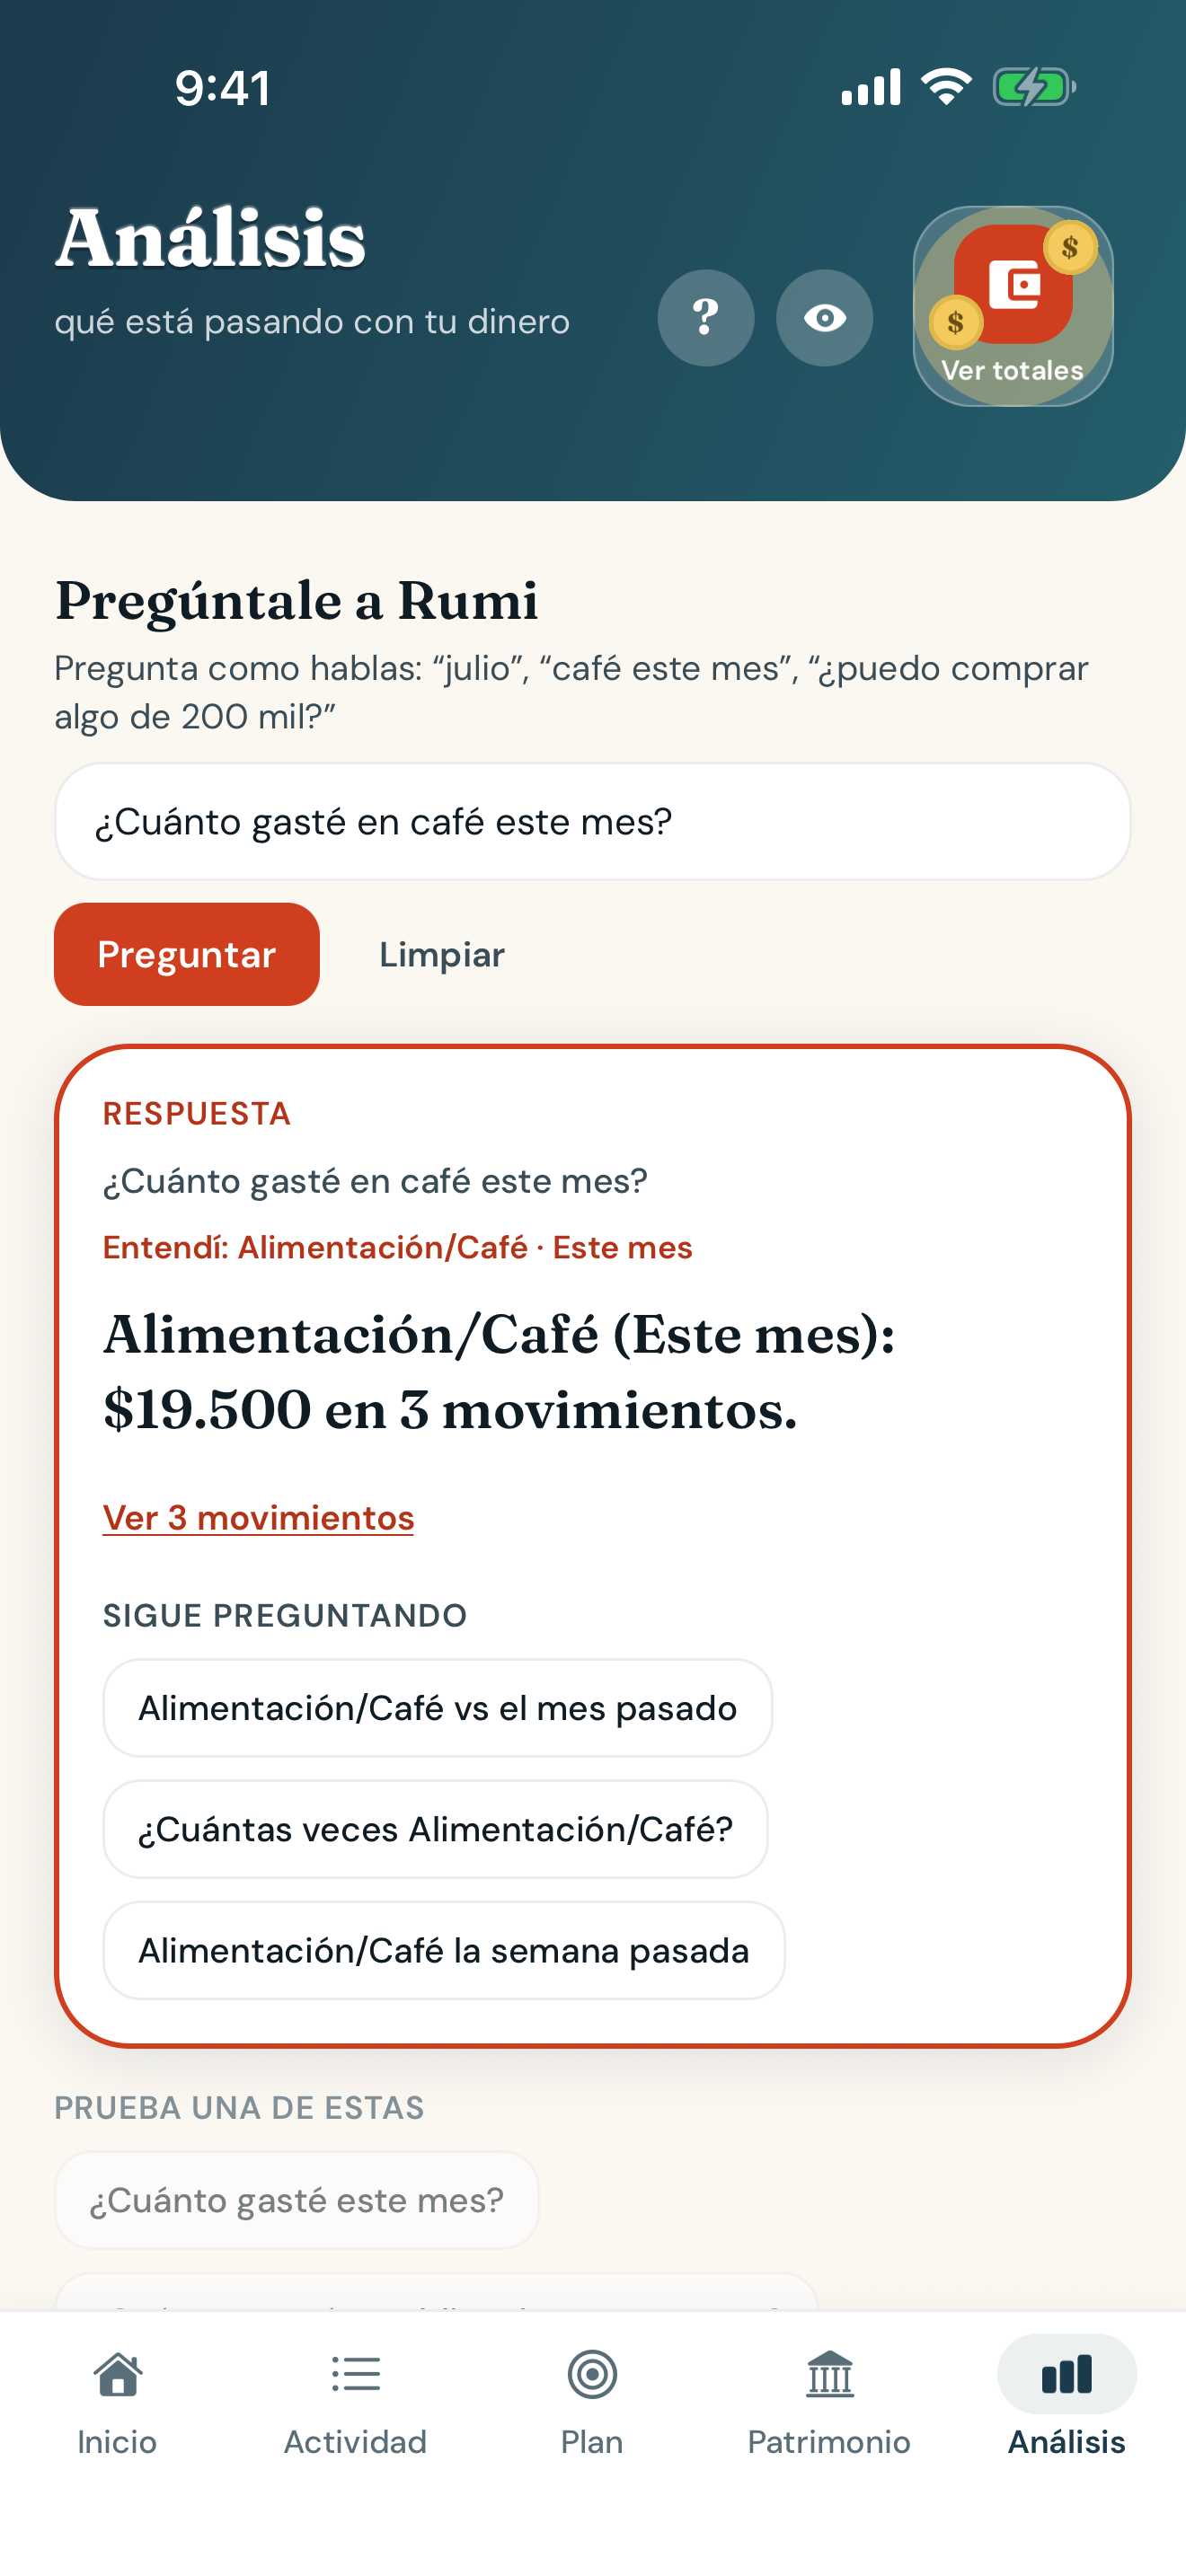 9:41
Análisis
qué está pasando con tu dinero
?
$
$
Ver totales
Pregúntale a Rumi
Pregunta como hablas: “julio”, “café este mes”, “¿puedo comprar
algo de 200 mil?”
¿Cuánto gasté en café este mes?
Preguntar
Limpiar
RESPUESTA
¿Cuánto gasté en café este mes?
Entendí: Alimentación/Café · Este mes
Alimentación/Café (Este mes):
$19.500 en 3 movimientos.
Ver 3 movimientos
SIGUE PREGUNTANDO
Alimentación/Café vs el mes pasado
¿Cuántas veces Alimentación/Café?
Alimentación/Café la semana pasada
PRUEBA UNA DE ESTAS
¿Cuánto gasté este mes?
Inicio
Actividad
Plan
Patrimonio
Análisis